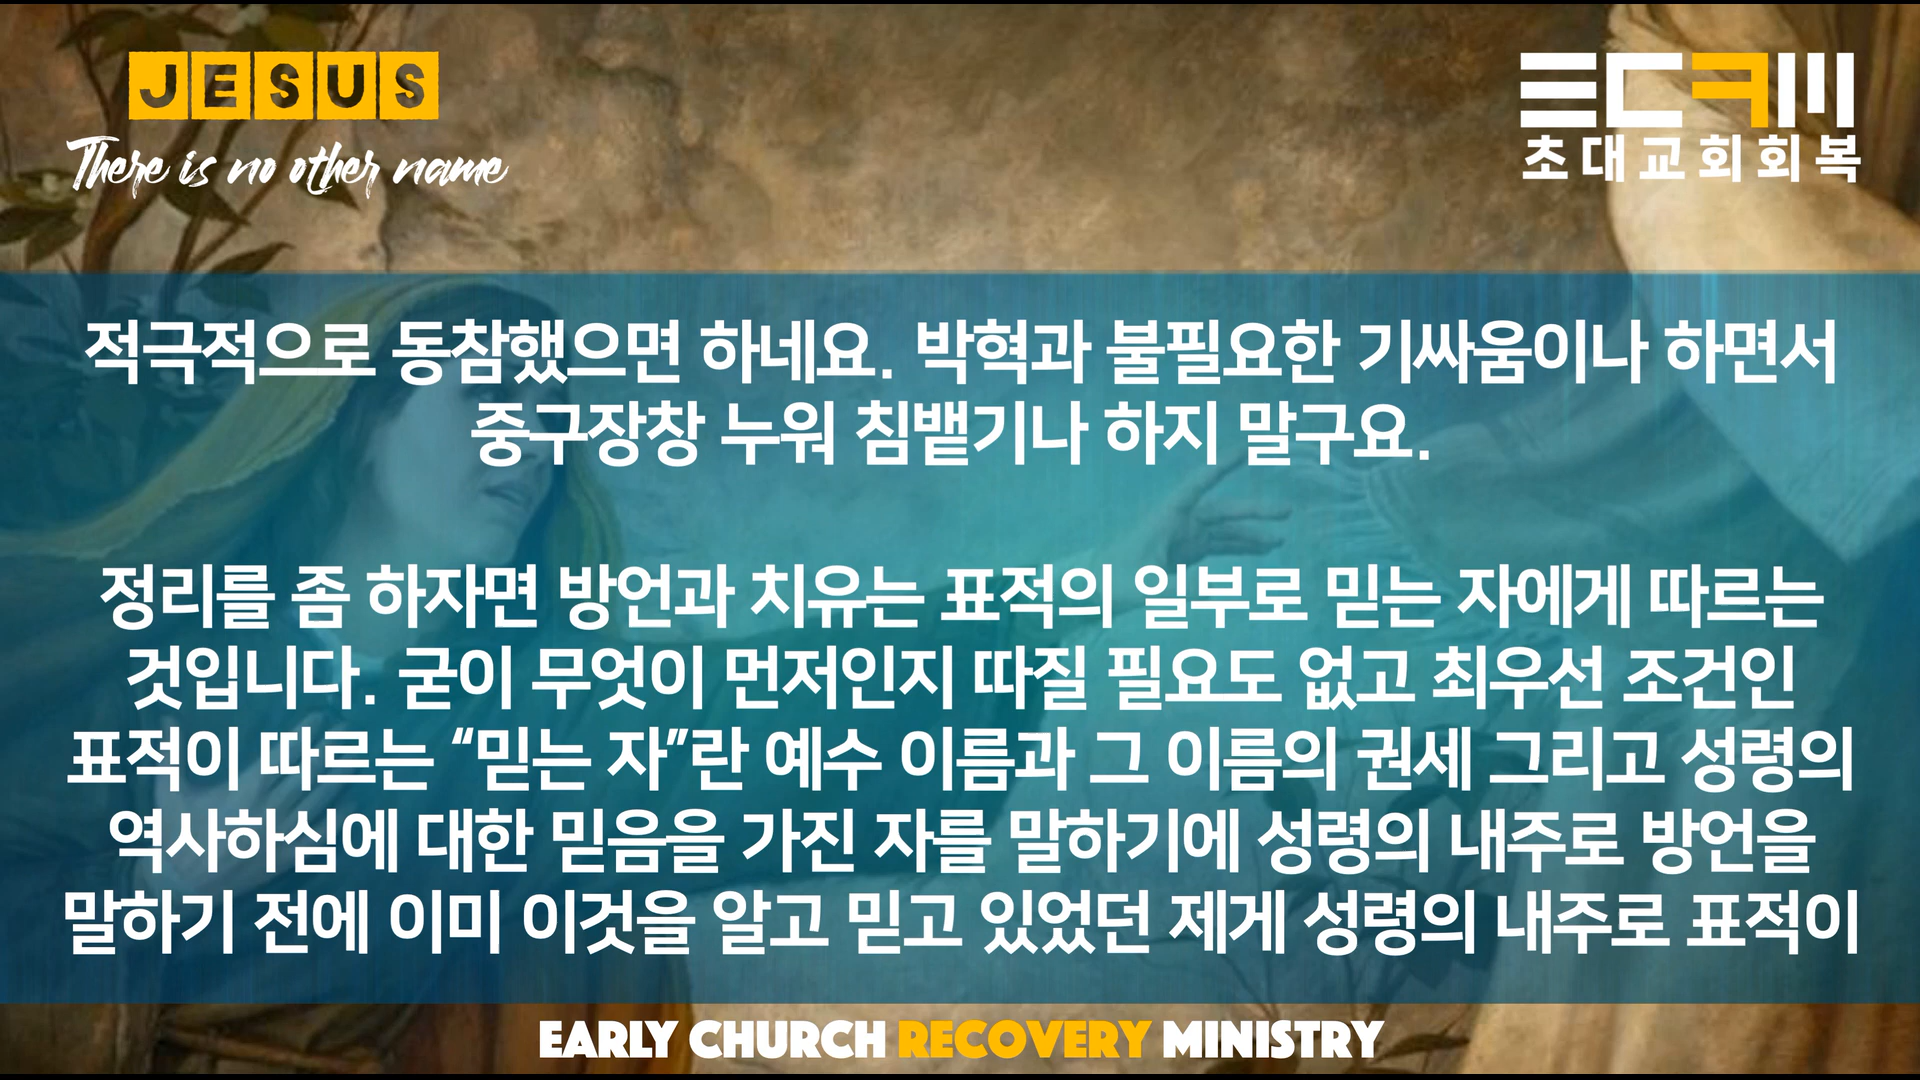 JESUS
There is no other name
초대교회회복
적극적으로 동참했으면 하네요. 박혁과 불필요한 기싸움이나 하면서
중구장창 누워 침뱉기나 하지 말구요.
정리를 좀 하자면 방언과 치유는 표적의 일부로 믿는 자에게 따르는
것입니다. 굳이 무엇이 먼저인지 따질 필요도 없고 최우선 조건인
표적이 따르는 “믿는 자”란 예수 이름과 그 이름의 권세 그리고 성령의
역사하심에 대한 믿음을 가진 자를 말하기에 성령의 내주로 방언을
말하기 전에 이미 이것을 알고 믿고 있었던 제게 성령의 내주로 표적이
EARLY CHURCH RECOVERY MINISTRY